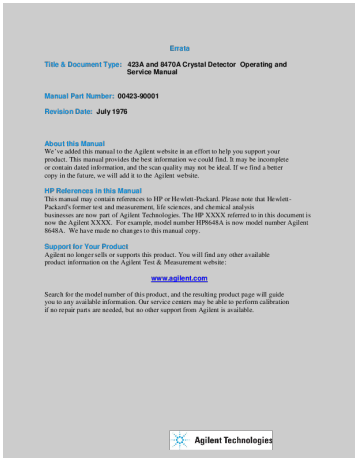 Errata
Title & Document Type: 423A and 8470A Crystal Detector Operating and
Service Manual
Manual Part Number: 00423-90001
Revision Date: July 1976
About this Manual
We've added this manual to the Agilent website in an effort to help you support your
product. This manual provides the best information we could find. It may be incomplete
or contain dated information, and the scan quality may not be ideal. If we find a better
copy in the future, we will add it to the Agilent website.
HP References in this Manual
This manual may contain references to HP or Hewlett-Packard. Please note that Hewlett-
Packard's former test and measurement, life sciences, and chemical analysis
businesses are now part of Agilent Technologies. The HP XXXX referred to in this document is
now the Agilent XXXX. For example, model number HP8648A is now model number Agilent
8648A. We have made no changes to this manual copy.
Support for Your Product
Agilent no longer sells or supports this product. You will find any other available
product information on the Agilent Test & Measurement website:
www.agilent.com
Search for the model number of this product, and the resulting product page will guide
you to any available information. Our service centers may be able to perform calibration
if no repair parts are needed, but no other support from Agilent is available.
Agilent Technologies